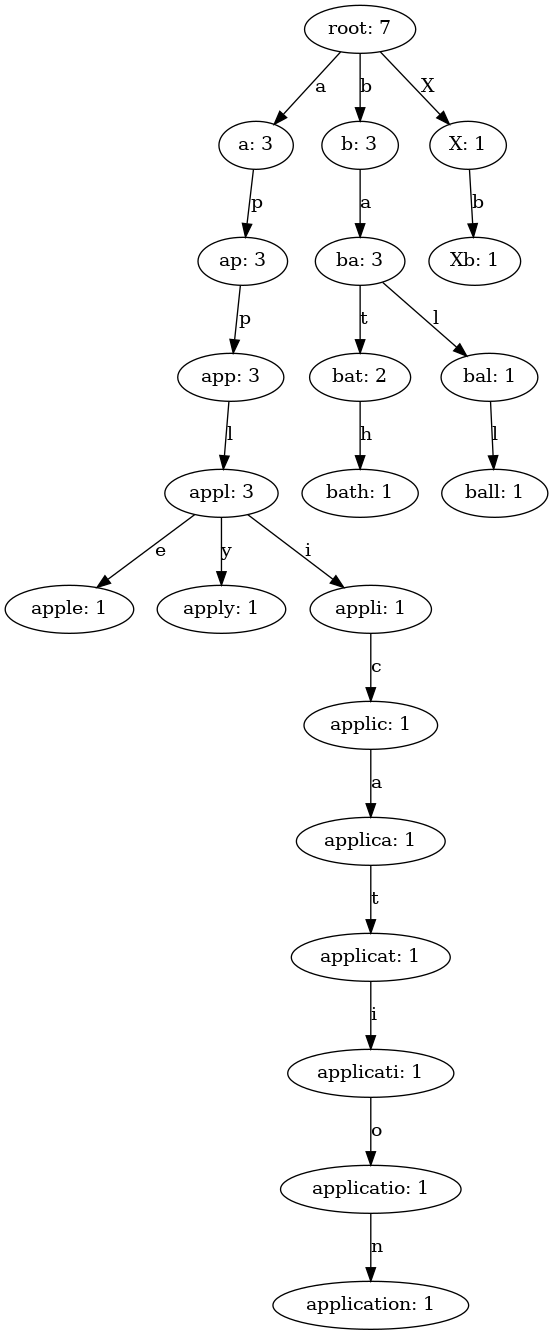 root: 7
a b X
a: 3 b: 3 X: 1
p a b
ap: 3 ba: 3 Xb: 1
p t l
app: 3 bat: 2 bal: 1
l h l
appl: 3 bath: 1 ball: 1
e y i
apple: 1 apply: 1 appli: 1
c
applic: 1
a
applica: 1
t
applicat: 1
i
applicati: 1
o
applicatio: 1
n
application: 1